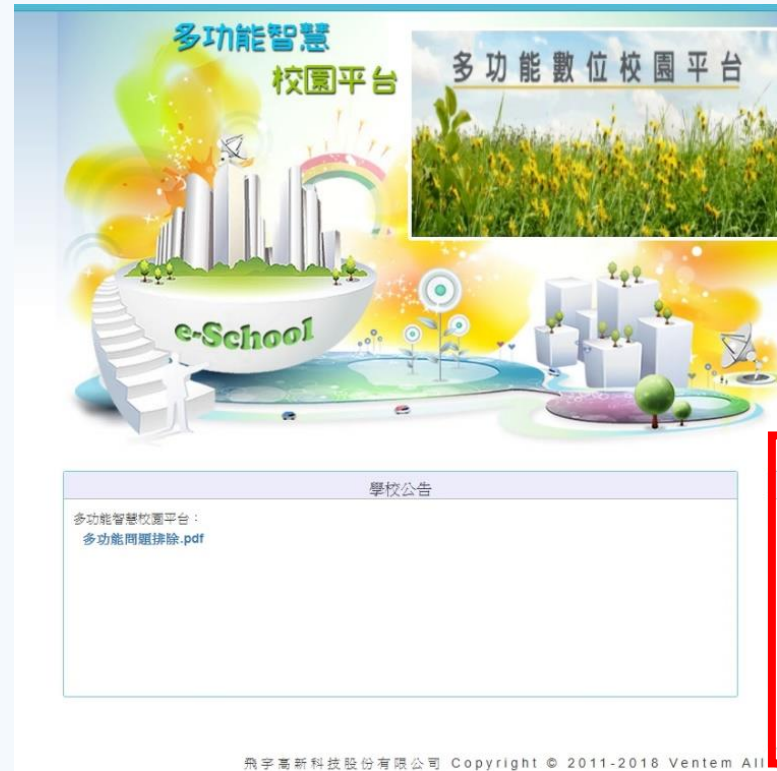 多功能智慧
校園平台
多功能數位校園平台
e-School
學校公告
多功能智慧校園平台：
多功能問題排除.pdf
飛宇高新科技股份有限公司 Copyright © 2011-2018 Ventem All